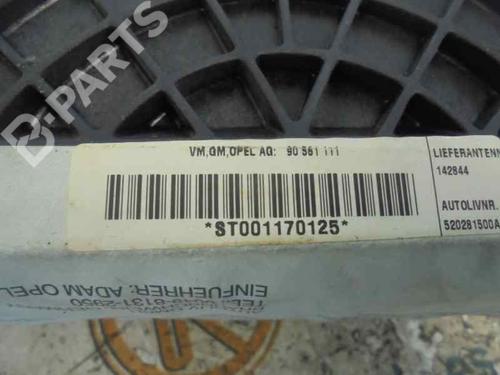 VM,GM,OPEL AG: 90 561 111
*ST001170125*
LIEFERANTENN
142844
AUTOLIVNR.
520281500A
EINFUEHRER: ADAM OPEL
B-PARTS